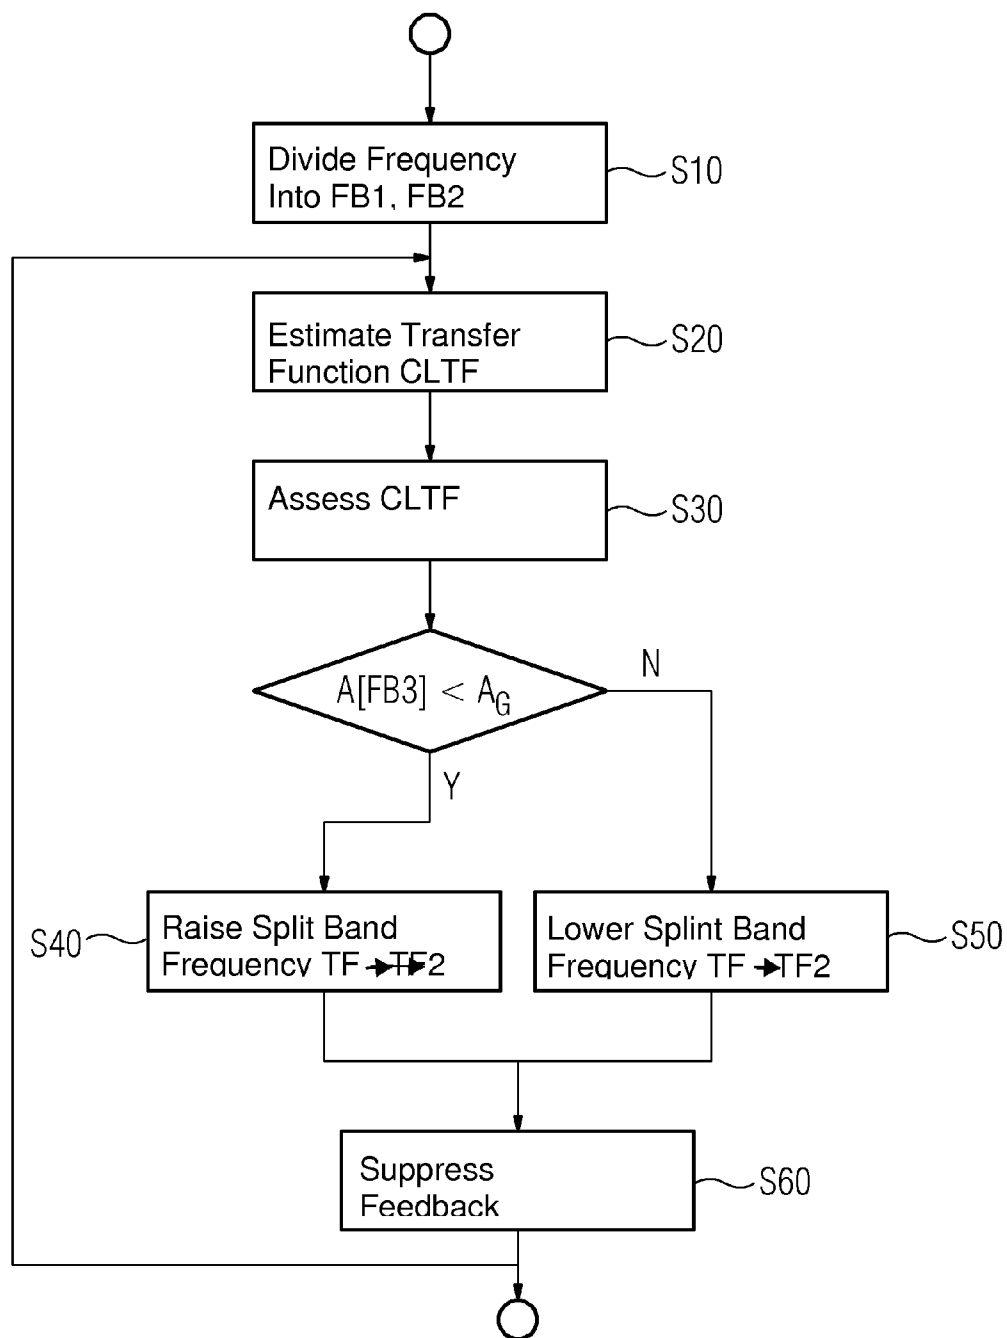 Divide Frequency
Into FB1, FB2
S10
Estimate Transfer
Function CLTF
S20
Assess CLTF
S30
A[FB3] < A_G
N
Y
Raise Split Band
Frequency TF →TF2
S40
Lower Splint Band
Frequency TF →TF2
S50
Suppress
Feedback
S60